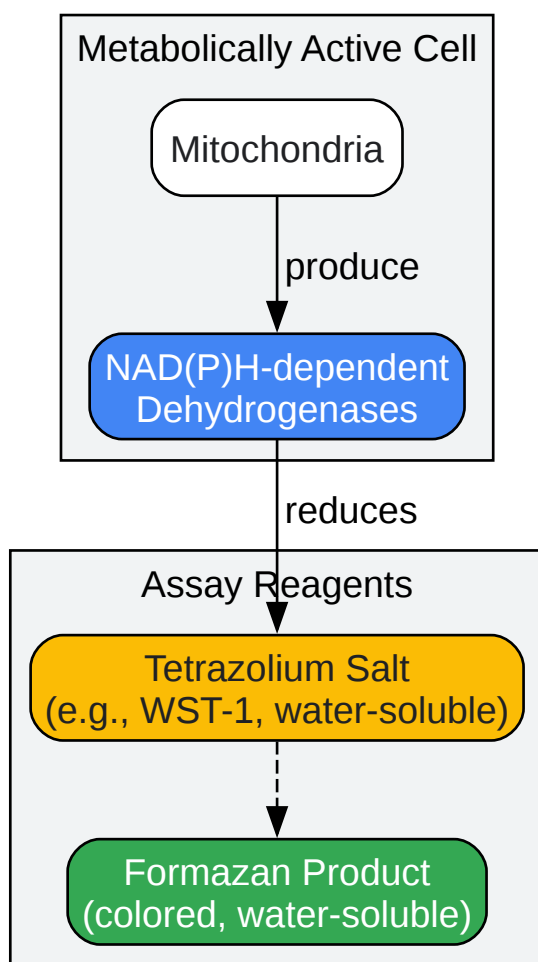 Metabolically Active Cell
Mitochondria
produce
NAD(P)H-dependent
Dehydrogenases
reduces
Assay Reagents
Tetrazolium Salt
(e.g., WST-1, water-soluble)
Formazan Product
(colored, water-soluble)